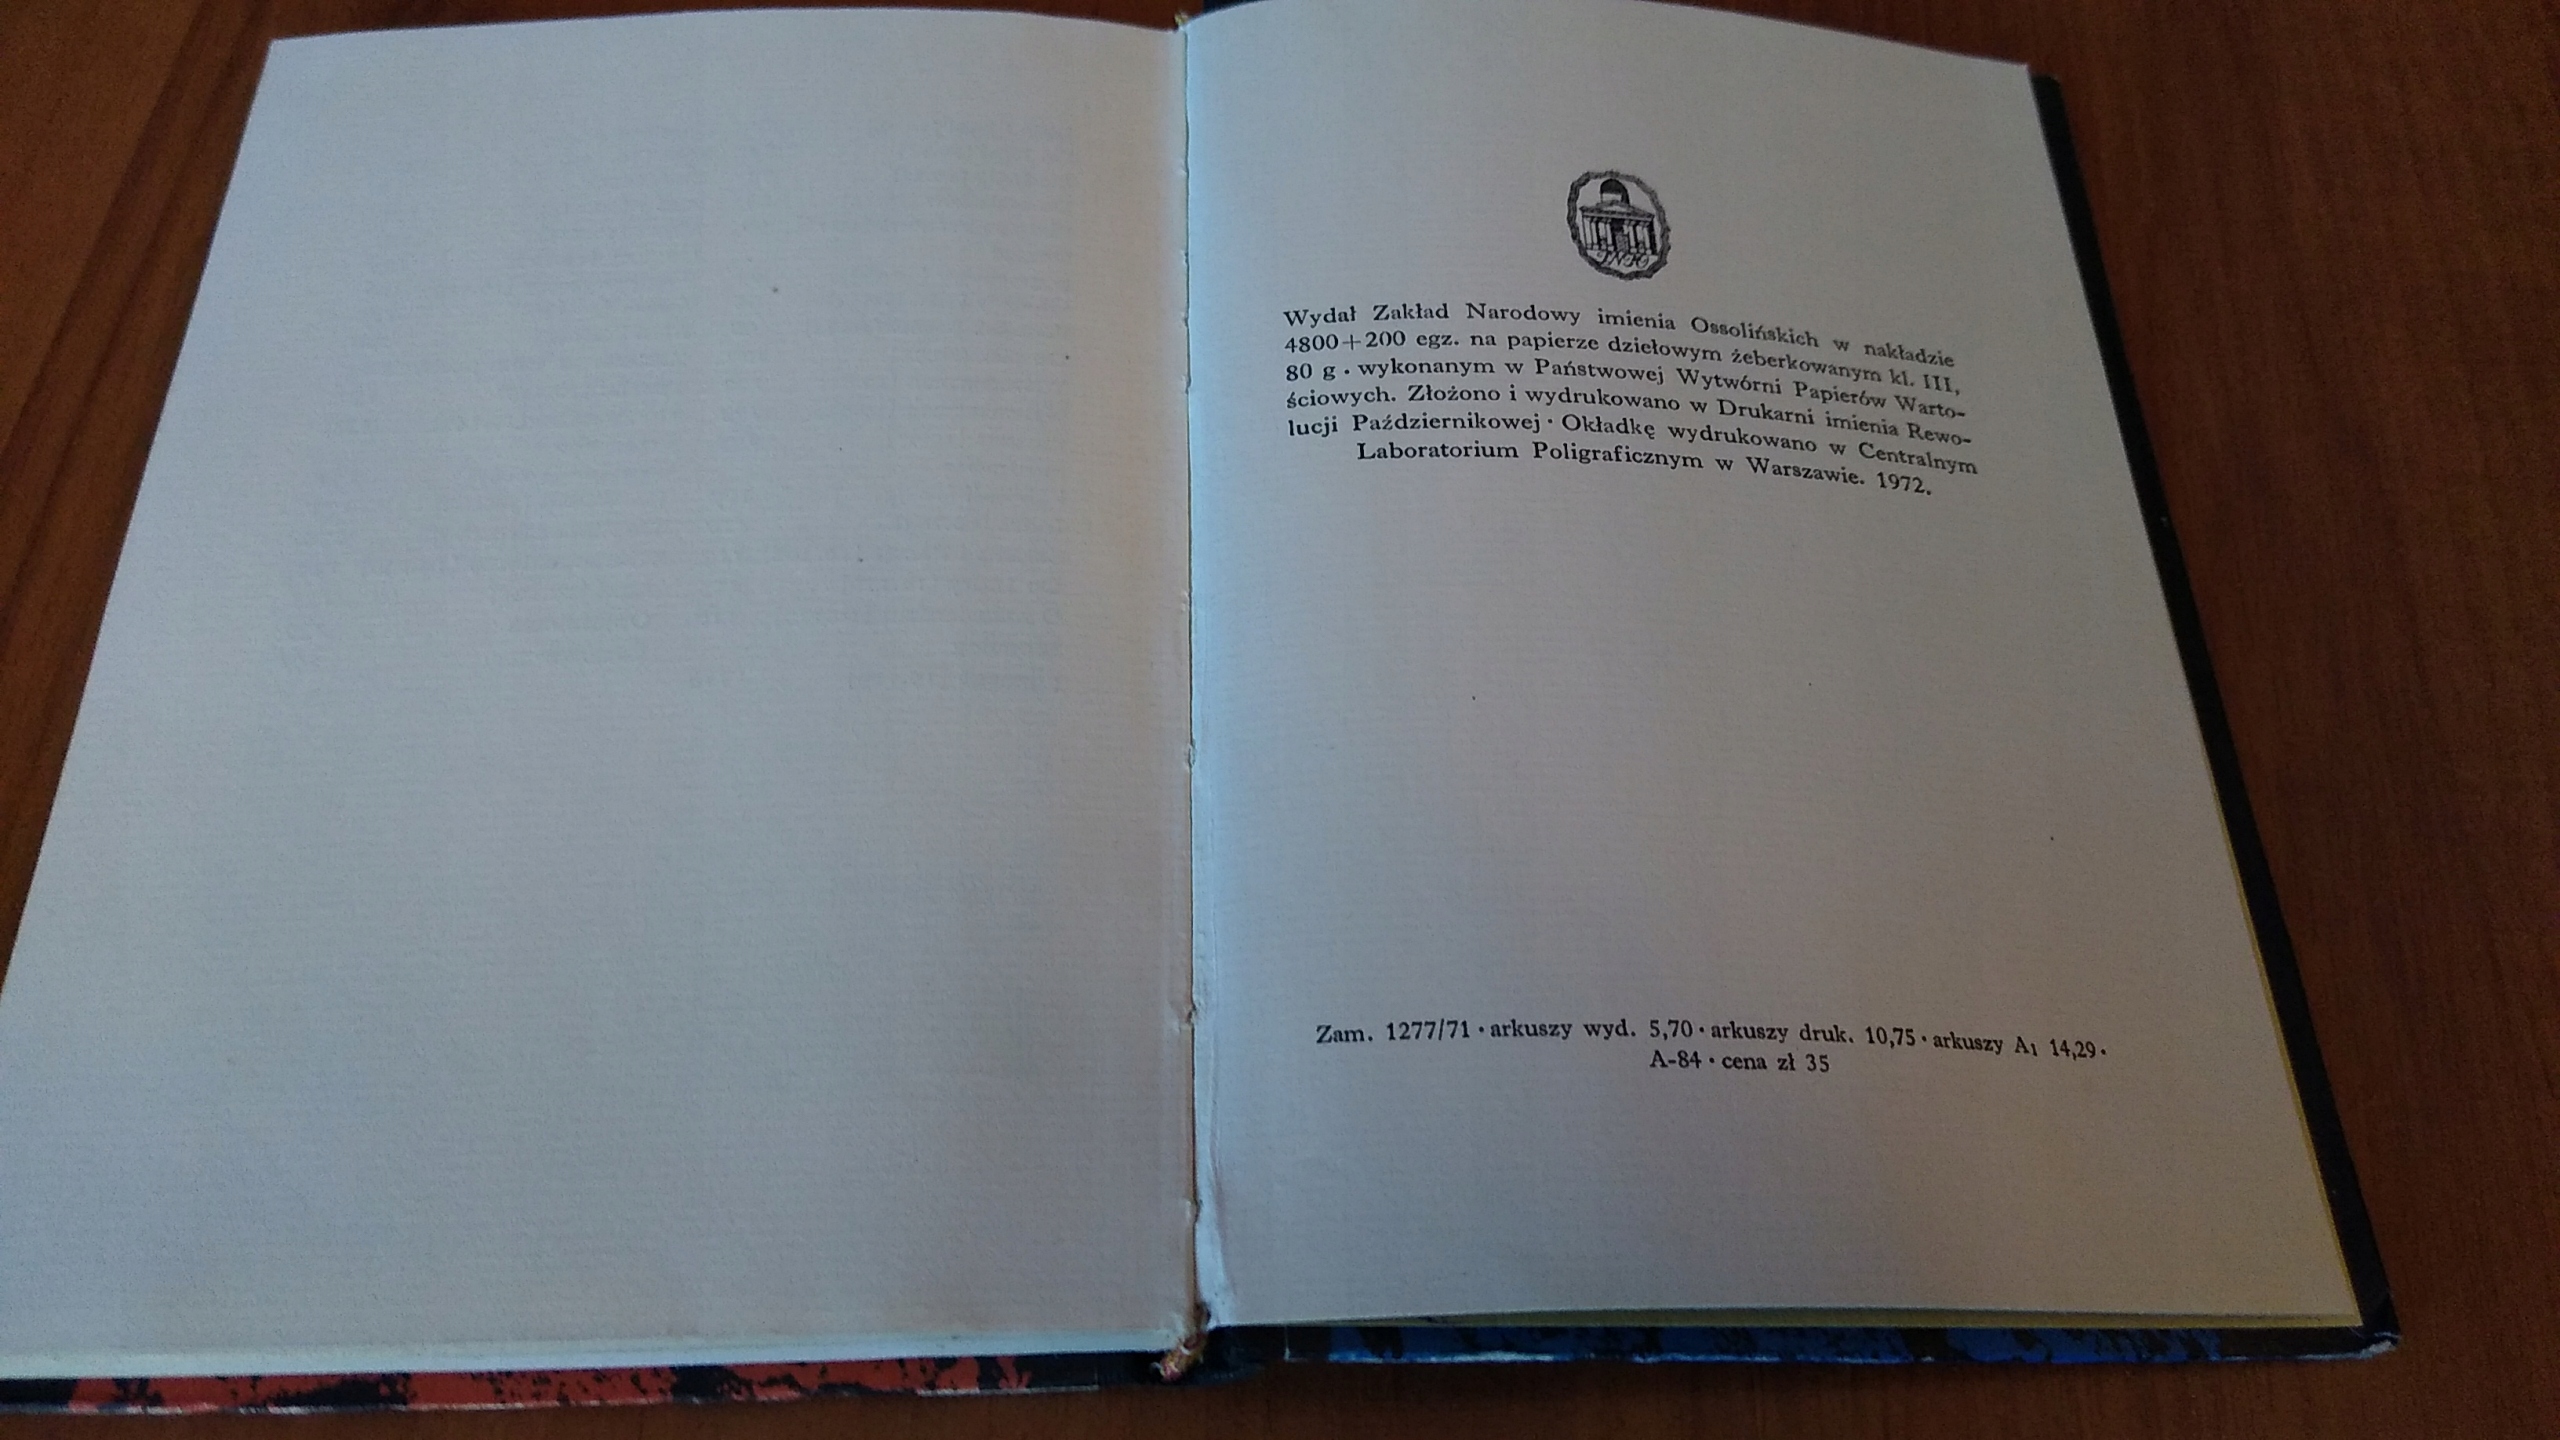 ZNiO
Wydał Zakład Narodowy imienia Ossolińskich w nakładzie
4800+200 egz. na papierze dziełowym żeberkowanym kl. III,
80 g · wykonanym w Państwowej Wytwórni Papierów Warto-
ściowych. Złożono i wydrukowano w Drukarni imienia Rewo-
lucji Październikowej · Okładkę wydrukowano w Centralnym
Laboratorium Poligraficznym w Warszawie. 1972.
Zam. 1277/71 · arkuszy wyd. 5,70 · arkuszy druk. 10,75 · arkuszy A1 14,29 ·
A-84 · cena zł 35